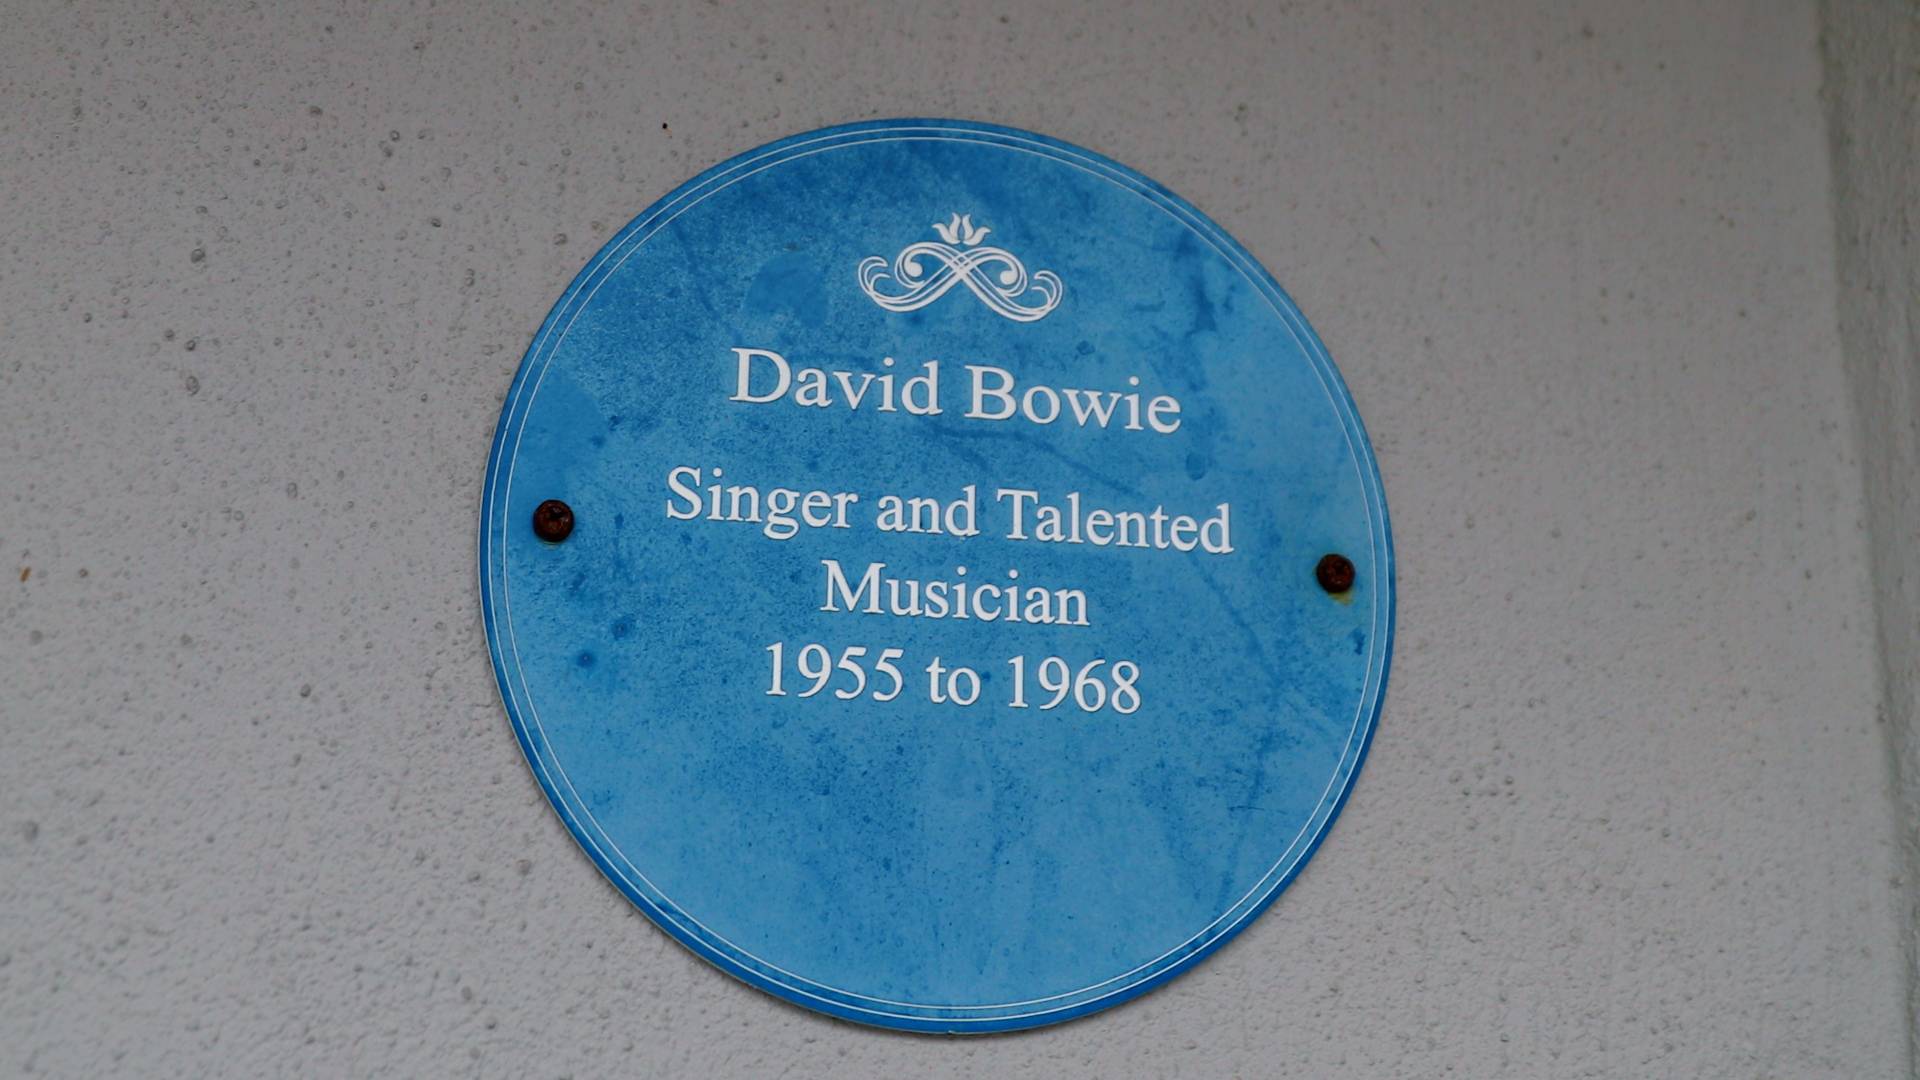 David Bowie
Singer and Talented
Musician
1955 to 1968